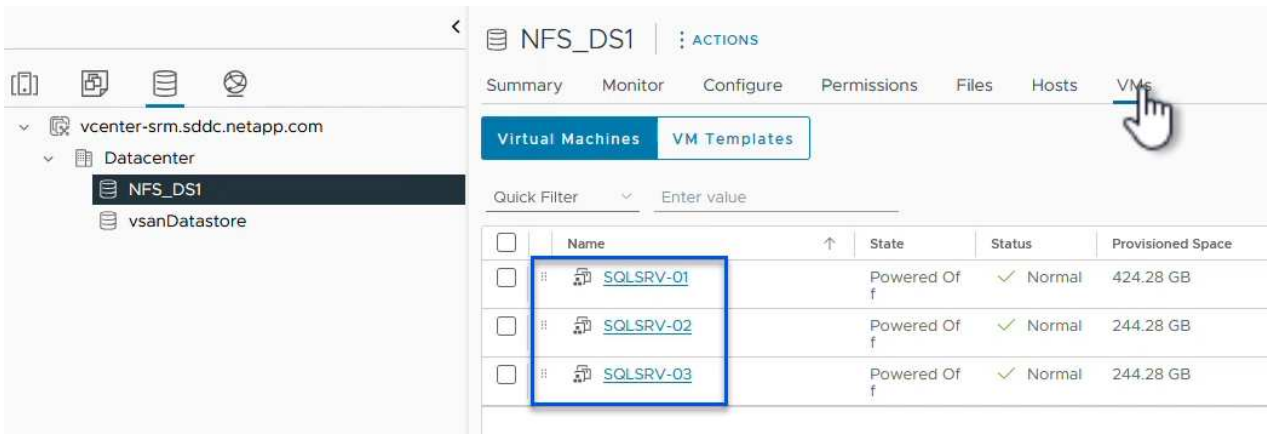 NFS_DS1
ACTIONS
Summary Monitor Configure Permissions Files Hosts VMs
vcenter-srm.sddc.netapp.com
Datacenter
NFS_DS1
vsanDatastore
Virtual Machines VM Templates
Quick Filter Enter value
Name State Status Provisioned Space
SQLSRV-01 Powered Of Normal 424.28 GB
f
SQLSRV-02 Powered Of Normal 244.28 GB
f
SQLSRV-03 Powered Of Normal 244.28 GB
f